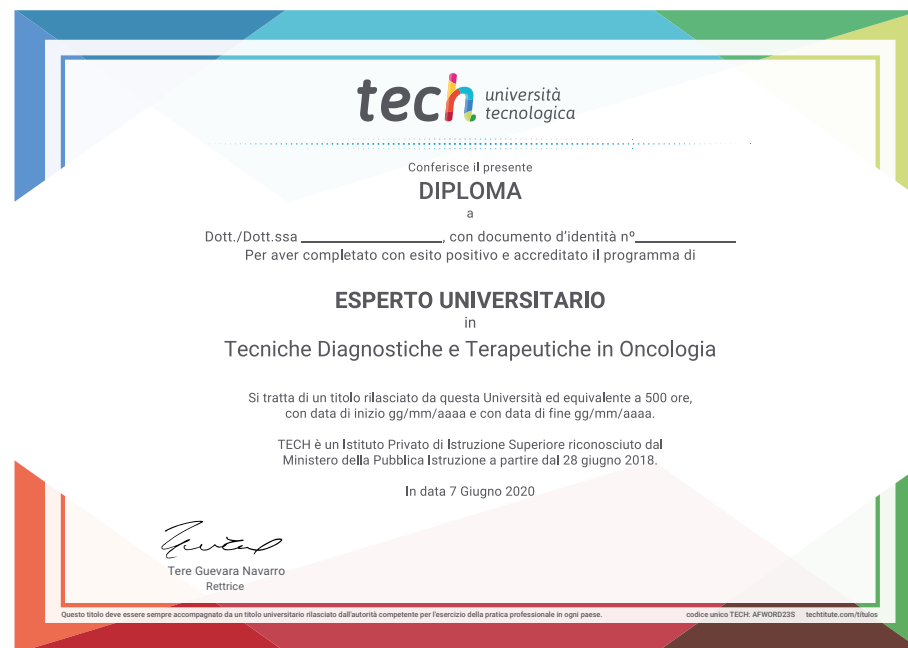 tech università
tecnologica
Conferisce il presente
DIPLOMA
a
Dott./Dott.ssa ____________, con documento d'identità nº____________
Per aver completato con esito positivo e accreditato il programma di
ESPERTO UNIVERSITARIO
in
Tecniche Diagnostiche e Terapeutiche in Oncologia
Si tratta di un titolo rilasciato da questa Università ed equivalente a 500 ore,
con data di inizio gg/mm/aaaa e con data di fine gg/mm/aaaa.
TECH è un Istituto Privato di Istruzione Superiore riconosciuto dal
Ministero della Pubblica Istruzione a partire dal 28 giugno 2018.
In data 7 Giugno 2020
Tere Guevara Navarro
Rettrice
Questo titolo deve essere sempre accompagnato da un titolo universitario rilasciato dall'autorità competente per l'esercizio della pratica professionale in ogni paese. codice unico TECH: AFWORD23S techtitute.com/titulos